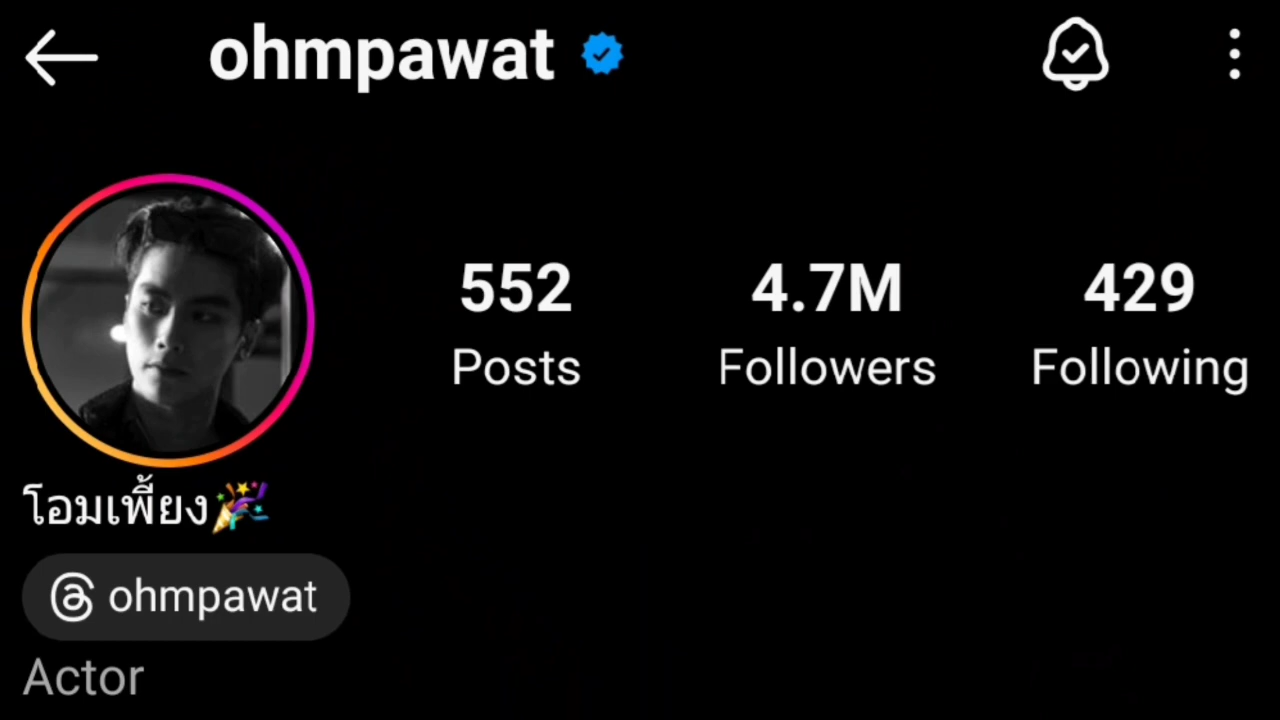 ohmpawat
552 4.7M 429
Posts Followers Following
โอมเพี้ยง🎉
ohmpawat
Actor